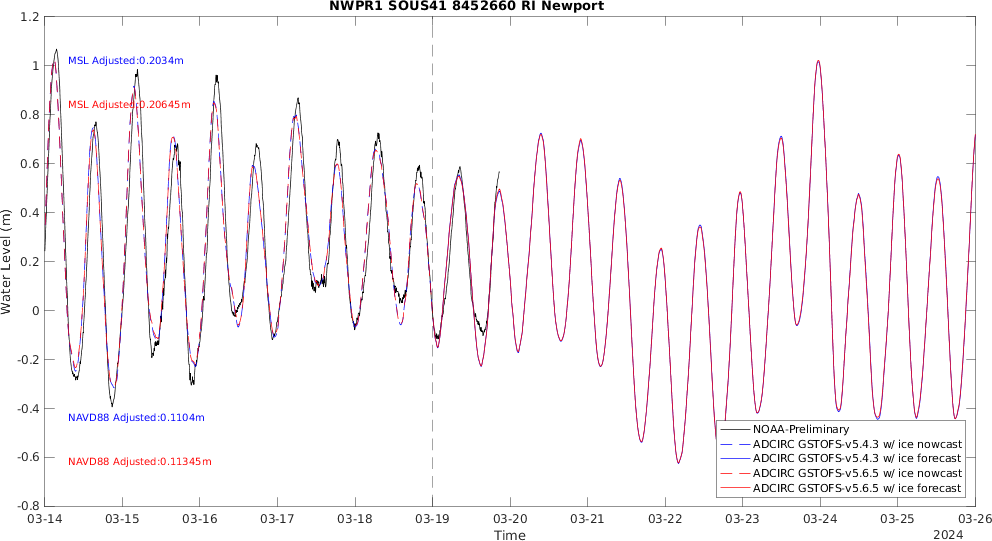 NWPR1 SOUS41 8452660 RI Newport
1.2
1
0.8
0.6
0.4
0.2
0
-0.2
-0.4
-0.6
-0.8
Water Level (m)
MSL Adjusted:0.2034m
MSL Adjusted:0.20645m
NAVD88 Adjusted:0.1104m
NAVD88 Adjusted:0.11345m
NOAA-Preliminary
ADCIRC GSTOFS-v5.4.3 w/ ice nowcast
ADCIRC GSTOFS-v5.4.3 w/ ice forecast
ADCIRC GSTOFS-v5.6.5 w/ ice nowcast
ADCIRC GSTOFS-v5.6.5 w/ ice forecast
03-14 03-15 03-16 03-17 03-18 03-19 03-20 03-21 03-22 03-23 03-24 03-25 03-26
Time
2024